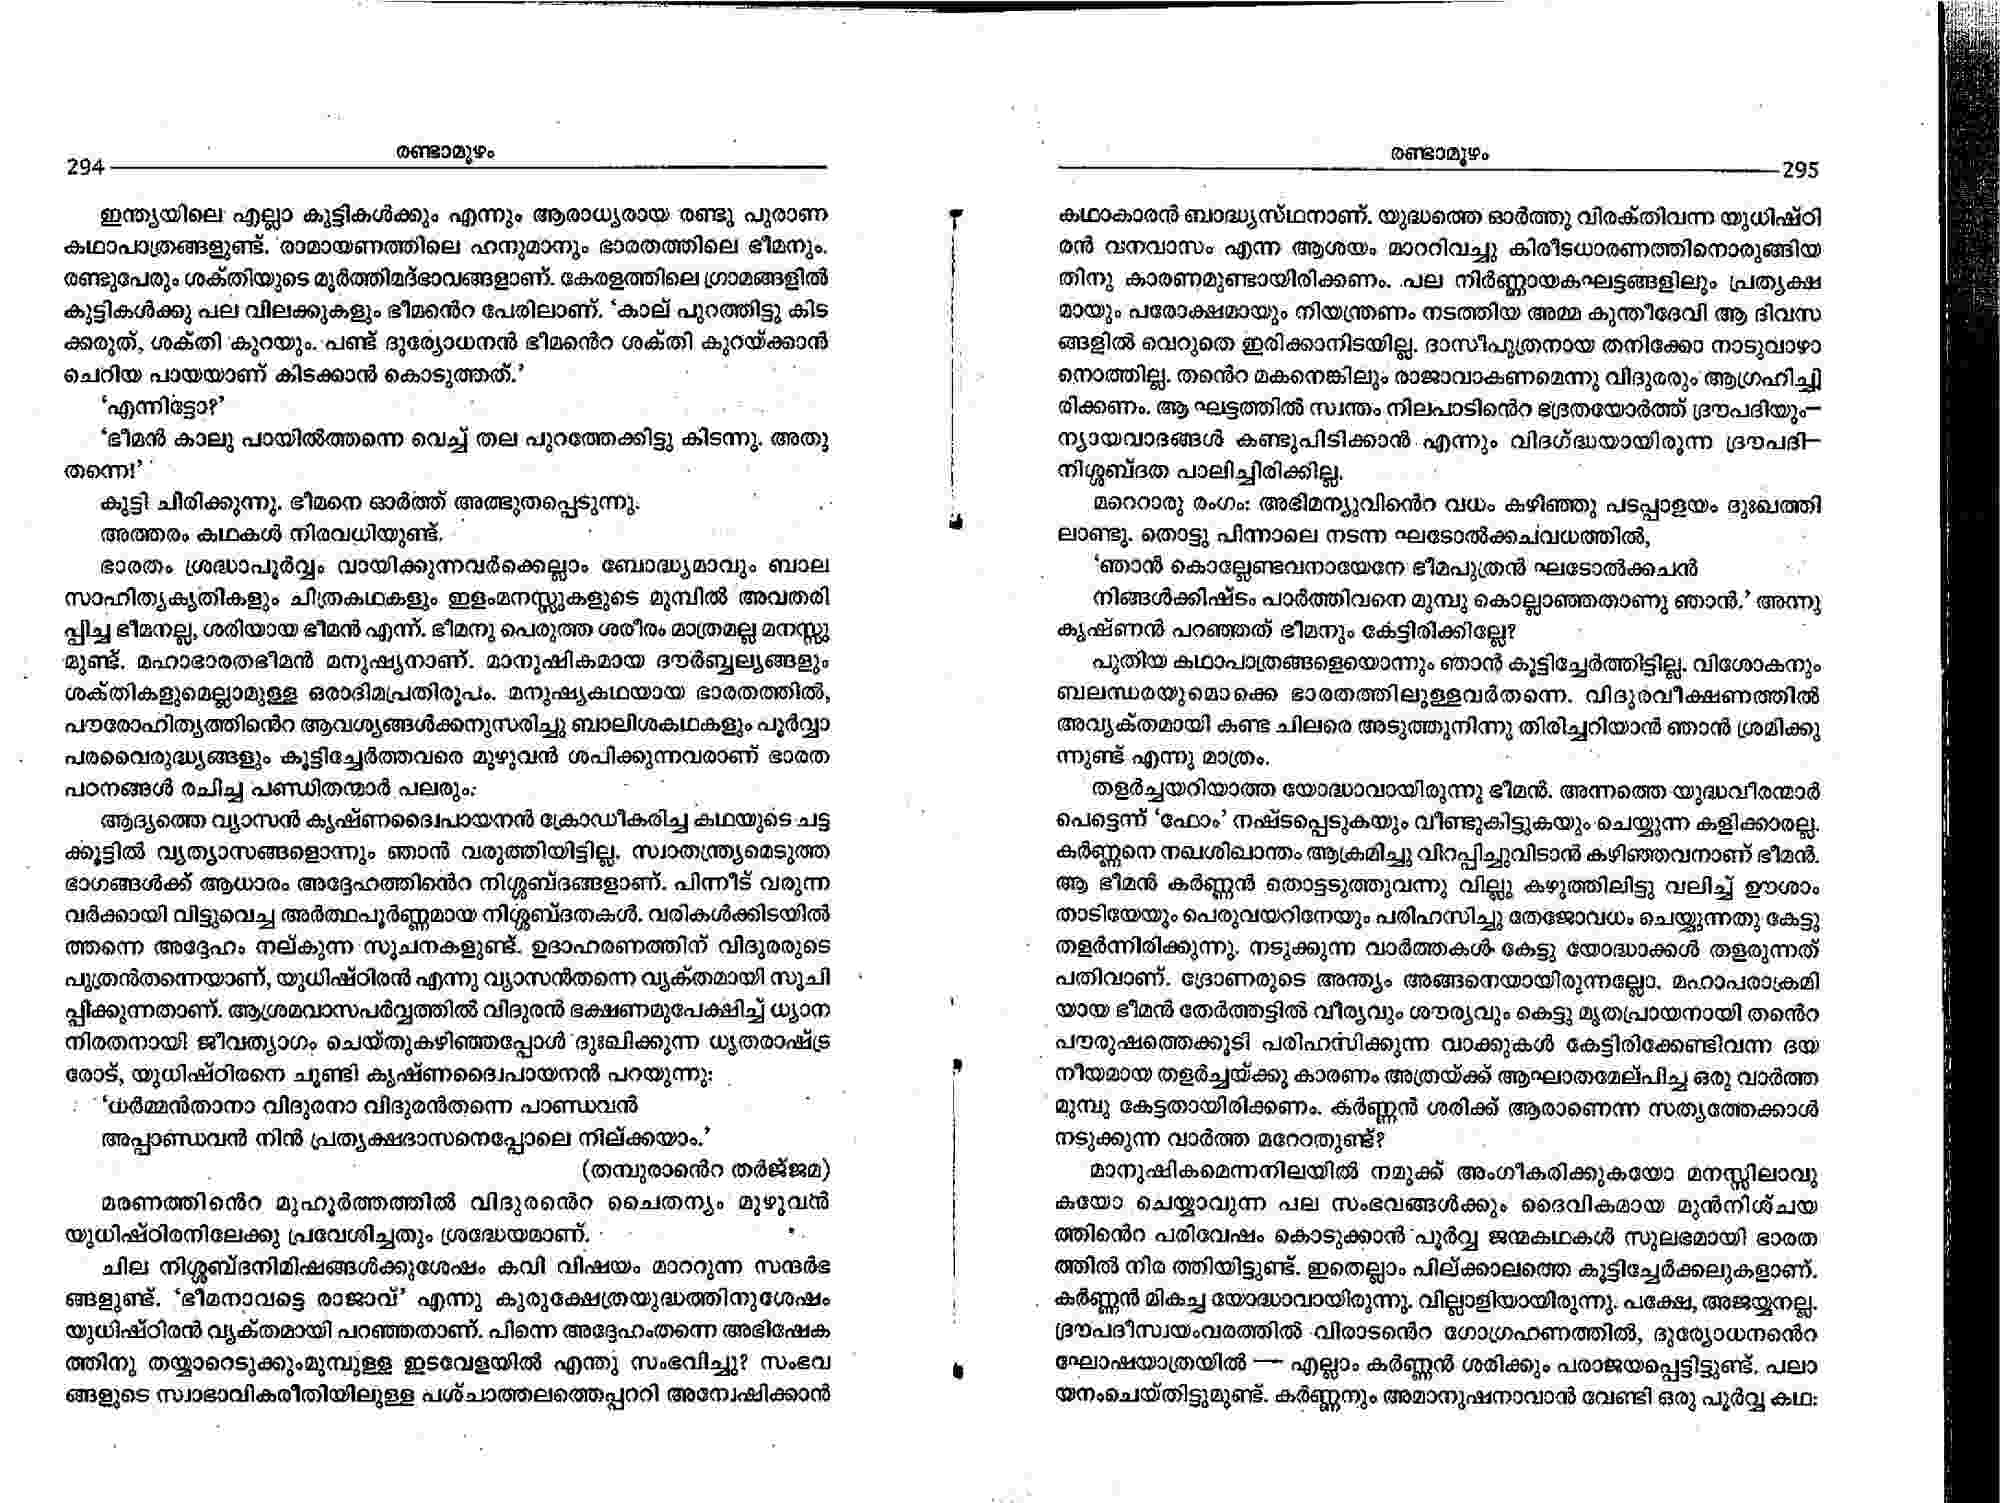 രണ്ടാമൂഴം
294
ഇന്ത്യയിലെ എല്ലാ കുട്ടികൾക്കും എന്നും ആരാധ്യരായ രണ്ടു പുരാണ
കഥാപാത്രങ്ങളുണ്ട്. രാമായണത്തിലെ ഹനുമാനും ഭാരതത്തിലെ ഭീമനും.
രണ്ടുപേരും ശക്തിയുടെ മൂർത്തിമദ്ഭാവങ്ങളാണ്. കേരളത്തിലെ ഗ്രാമങ്ങളിൽ
കുട്ടികൾക്കു പല വിലക്കുകളും ഭീമൻെറ പേരിലാണ്. ‘കാല് പുറത്തിട്ടു കിട
ക്കരുത്, ശക്തി കുറയും. പണ്ട് ദുര്യോധനൻ ഭീമൻെറ ശക്തി കുറയ്ക്കാൻ
ചെറിയ പായയാണ് കിടക്കാൻ കൊടുത്തത്.’
‘എന്നിട്ടോ?’
‘ഭീമൻ കാലു പായിൽത്തന്നെ വെച്ച് തല പുറത്തേക്കിട്ടു കിടന്നു. അതു
തന്നെ!’
കുട്ടി ചിരിക്കുന്നു. ഭീമനെ ഓർത്ത് അത്ഭുതപ്പെടുന്നു.
അത്തരം കഥകൾ നിരവധിയുണ്ട്.
ഭാരതം ശ്രദ്ധാപൂർവ്വം വായിക്കുന്നവർക്കെല്ലാം ബോദ്ധ്യമാവും ബാല
സാഹിത്യകൃതികളും ചിത്രകഥകളും ഇളംമനസ്സുകളുടെ മുമ്പിൽ അവതരി
പ്പിച്ച ഭീമനല്ല, ശരിയായ ഭീമൻ എന്ന്. ഭീമനു പെരുത്ത ശരീരം മാത്രമല്ല മനസ്സു
മുണ്ട്. മഹാഭാരതഭീമൻ മനുഷ്യനാണ്. മാനുഷികമായ ദൗർബ്ബല്യങ്ങളും
ശക്തികളുമെല്ലാമുള്ള ഒരാദിമപ്രതിരൂപം. മനുഷ്യകഥയായ ഭാരതത്തിൽ,
പൗരോഹിത്യത്തിൻെറ ആവശ്യങ്ങൾക്കനുസരിച്ചു ബാലിശകഥകളും പൂർവ്വാ
പരവൈരുദ്ധ്യങ്ങളും കൂട്ടിച്ചേർത്തവരെ മുഴുവൻ ശപിക്കുന്നവരാണ് ഭാരത
പഠനങ്ങൾ രചിച്ച പണ്ഡിതന്മാർ പലരും.
ആദ്യത്തെ വ്യാസൻ കൃഷ്ണദ്വൈപായനൻ ക്രോഡീകരിച്ച കഥയുടെ ചട്ട
ക്കൂട്ടിൽ വ്യത്യാസങ്ങളൊന്നും ഞാൻ വരുത്തിയിട്ടില്ല. സ്വാതന്ത്ര്യമെടുത്ത
ഭാഗങ്ങൾക്ക് ആധാരം അദ്ദേഹത്തിൻെറ നിശ്ശബ്ദങ്ങളാണ്. പിന്നീട് വരുന്ന
വർക്കായി വിട്ടുവെച്ച അർത്ഥപൂർണ്ണമായ നിശ്ശബ്ദതകൾ. വരികൾക്കിടയിൽ
ത്തന്നെ അദ്ദേഹം നല്കുന്ന സൂചനകളുണ്ട്. ഉദാഹരണത്തിന് വിദുരരുടെ
പുത്രൻതന്നെയാണ്, യുധിഷ്ഠിരൻ എന്നു വ്യാസൻതന്നെ വ്യക്തമായി സൂചി
പ്പിക്കുന്നതാണ്. ആശ്രമവാസപർവ്വത്തിൽ വിദുരൻ ഭക്ഷണമുപേക്ഷിച്ച് ധ്യാന
നിരതനായി ജീവത്യാഗം ചെയ്തുകഴിഞ്ഞപ്പോൾ ദുഃഖിക്കുന്ന ധൃതരാഷ്ട്ര
രോട്, യുധിഷ്ഠിരനെ ചൂണ്ടി കൃഷ്ണദ്വൈപായനൻ പറയുന്നു:
‘ധർമ്മൻതാനാ വിദുരനാ വിദുരൻതന്നെ പാണ്ഡവൻ
അപ്പാണ്ഡവൻ നിൻ പ്രത്യക്ഷദാസനെപ്പോലെ നില്ക്കയാം.’
(തമ്പുരാൻെറ തർജ്ജമ)
മരണത്തിൻെറ മുഹൂർത്തത്തിൽ വിദുരൻെറ ചൈതന്യം മുഴുവൻ
യുധിഷ്ഠിരനിലേക്കു പ്രവേശിച്ചതും ശ്രദ്ധേയമാണ്.
ചില നിശ്ശബ്ദനിമിഷങ്ങൾക്കുശേഷം കവി വിഷയം മാററുന്ന സന്ദർഭ
ങ്ങളുണ്ട്. ‘ഭീമനാവട്ടെ രാജാവ്’ എന്നു കുരുക്ഷേത്രയുദ്ധത്തിനുശേഷം
യുധിഷ്ഠിരൻ വ്യക്തമായി പറഞ്ഞതാണ്. പിന്നെ അദ്ദേഹംതന്നെ അഭിഷേക
ത്തിനു തയ്യാറെടുക്കുംമുമ്പുള്ള ഇടവേളയിൽ എന്തു സംഭവിച്ചു? സംഭവ
ങ്ങളുടെ സ്വാഭാവികരീതിയിലുള്ള പശ്ചാത്തലത്തെപ്പററി അന്വേഷിക്കാൻ
രണ്ടാമൂഴം
295
കഥാകാരൻ ബാദ്ധ്യസ്ഥനാണ്. യുദ്ധത്തെ ഓർത്തു വിരക്തിവന്ന യുധിഷ്ഠി
രൻ വനവാസം എന്ന ആശയം മാററിവച്ചു കിരീടധാരണത്തിനൊരുങ്ങിയ
തിനു കാരണമുണ്ടായിരിക്കണം. പല നിർണ്ണായകഘട്ടങ്ങളിലും പ്രത്യക്ഷ
മായും പരോക്ഷമായും നിയന്ത്രണം നടത്തിയ അമ്മ കുന്തീദേവി ആ ദിവസ
ങ്ങളിൽ വെറുതെ ഇരിക്കാനിടയില്ല. ദാസീപുത്രനായ തനിക്കോ നാടുവാഴാ
നൊത്തില്ല. തൻെറ മകനെങ്കിലും രാജാവാകണമെന്നു വിദുരരും ആഗ്രഹിച്ചി
രിക്കണം. ആ ഘട്ടത്തിൽ സ്വന്തം നിലപാടിൻെറ ഭദ്രതയോർത്ത് ദ്രൗപദിയും—
ന്യായവാദങ്ങൾ കണ്ടുപിടിക്കാൻ എന്നും വിദഗ്ദ്ധയായിരുന്ന ദ്രൗപദി—
നിശ്ശബ്ദത പാലിച്ചിരിക്കില്ല.
മറെറാരു രംഗം: അഭിമന്യുവിൻെറ വധം കഴിഞ്ഞു പടപ്പാളയം ദുഃഖത്തി
ലാണ്ടു. തൊട്ടു പിന്നാലെ നടന്ന ഘടോൽക്കചവധത്തിൽ,
‘ഞാൻ കൊല്ലേണ്ടവനായേനേ ഭീമപുത്രൻ ഘടോൽക്കചൻ
നിങ്ങൾക്കിഷ്ടം പാർത്തിവനെ മുമ്പു കൊല്ലാഞ്ഞതാണു ഞാൻ.’ അന്നു
കൃഷ്ണൻ പറഞ്ഞത് ഭീമനും കേട്ടിരിക്കില്ലേ?
പുതിയ കഥാപാത്രങ്ങളെയൊന്നും ഞാൻ കൂട്ടിച്ചേർത്തിട്ടില്ല. വിശോകനും
ബലന്ധരയുമൊക്കെ ഭാരതത്തിലുള്ളവർതന്നെ. വിദൂരവീക്ഷണത്തിൽ
അവ്യക്തമായി കണ്ട ചിലരെ അടുത്തുനിന്നു തിരിച്ചറിയാൻ ഞാൻ ശ്രമിക്കു
ന്നുണ്ട് എന്നു മാത്രം.
തളർച്ചയറിയാത്ത യോദ്ധാവായിരുന്നു ഭീമൻ. അന്നത്തെ യുദ്ധവീരന്മാർ
പെട്ടെന്ന് ‘ഫോം’ നഷ്ടപ്പെടുകയും വീണ്ടുകിട്ടുകയും ചെയ്യുന്ന കളിക്കാരല്ല.
കർണ്ണനെ നഖശിഖാന്തം ആക്രമിച്ചു വിറപ്പിച്ചുവിടാൻ കഴിഞ്ഞവനാണ് ഭീമൻ.
ആ ഭീമൻ കർണ്ണൻ തൊട്ടടുത്തുവന്നു വില്ലു കഴുത്തിലിട്ടു വലിച്ച് ഊശാം
താടിയേയും പെരുവയറിനേയും പരിഹസിച്ചു തേജോവധം ചെയ്യുന്നതു കേട്ടു
തളർന്നിരിക്കുന്നു. നടുക്കുന്ന വാർത്തകൾ കേട്ടു യോദ്ധാക്കൾ തളരുന്നത്
പതിവാണ്. ദ്രോണരുടെ അന്ത്യം അങ്ങനെയായിരുന്നല്ലോ. മഹാപരാക്രമി
യായ ഭീമൻ തേർത്തട്ടിൽ വീര്യവും ശൗര്യവും കെട്ടു മൃതപ്രായനായി തൻെറ
പൗരുഷത്തെക്കൂടി പരിഹസിക്കുന്ന വാക്കുകൾ കേട്ടിരിക്കേണ്ടിവന്ന ദയ
നീയമായ തളർച്ചയ്ക്കു കാരണം അത്രയ്ക്ക് ആഘാതമേല്പിച്ച ഒരു വാർത്ത
മുമ്പു കേട്ടതായിരിക്കണം. കർണ്ണൻ ശരിക്ക് ആരാണെന്ന സത്യത്തേക്കാൾ
നടുക്കുന്ന വാർത്ത മറേറതുണ്ട്?
മാനുഷികമെന്നനിലയിൽ നമുക്ക് അംഗീകരിക്കുകയോ മനസ്സിലാവു
കയോ ചെയ്യാവുന്ന പല സംഭവങ്ങൾക്കും ദൈവികമായ മുൻനിശ്ചയ
ത്തിൻെറ പരിവേഷം കൊടുക്കാൻ പൂർവ്വ ജന്മകഥകൾ സുലഭമായി ഭാരത
ത്തിൽ നിര ത്തിയിട്ടുണ്ട്. ഇതെല്ലാം പില്ക്കാലത്തെ കൂട്ടിച്ചേർക്കലുകളാണ്.
കർണ്ണൻ മികച്ച യോദ്ധാവായിരുന്നു. വില്ലാളിയായിരുന്നു. പക്ഷേ, അജയ്യനല്ല.
ദ്രൗപദീസ്വയംവരത്തിൽ വിരാടൻെറ ഗോഗ്രഹണത്തിൽ, ദുര്യോധനൻെറ
ഘോഷയാത്രയിൽ — എല്ലാം കർണ്ണൻ ശരിക്കും പരാജയപ്പെട്ടിട്ടുണ്ട്. പലാ
യനംചെയ്തിട്ടുമുണ്ട്. കർണ്ണനും അമാനുഷനാവാൻ വേണ്ടി ഒരു പൂർവ്വ കഥ: